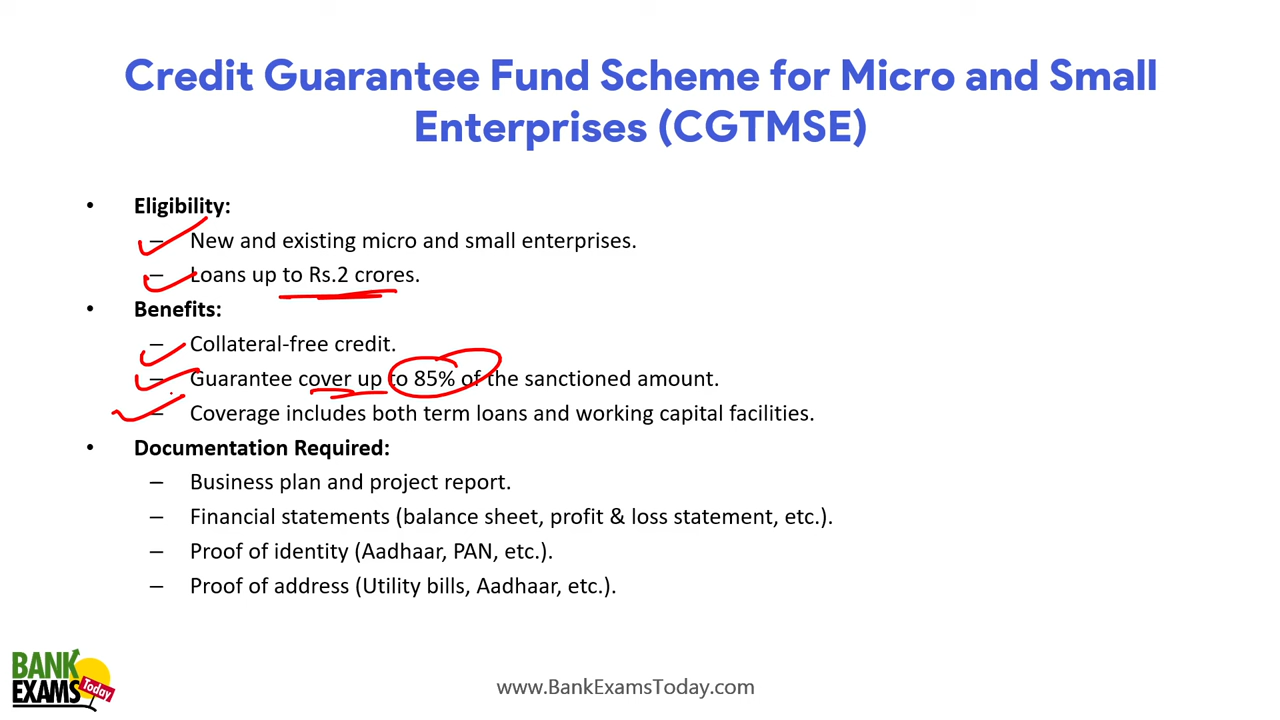 Credit Guarantee Fund Scheme for Micro and Small
Enterprises (CGTMSE)
• Eligibility:
– New and existing micro and small enterprises.
– Loans up to Rs.2 crores.
• Benefits:
– Collateral-free credit.
– Guarantee cover up to 85% of the sanctioned amount.
– Coverage includes both term loans and working capital facilities.
• Documentation Required:
– Business plan and project report.
– Financial statements (balance sheet, profit & loss statement, etc.).
– Proof of identity (Aadhaar, PAN, etc.).
– Proof of address (Utility bills, Aadhaar, etc.).
BANK
EXAMS
Today
www.BankExamsToday.com